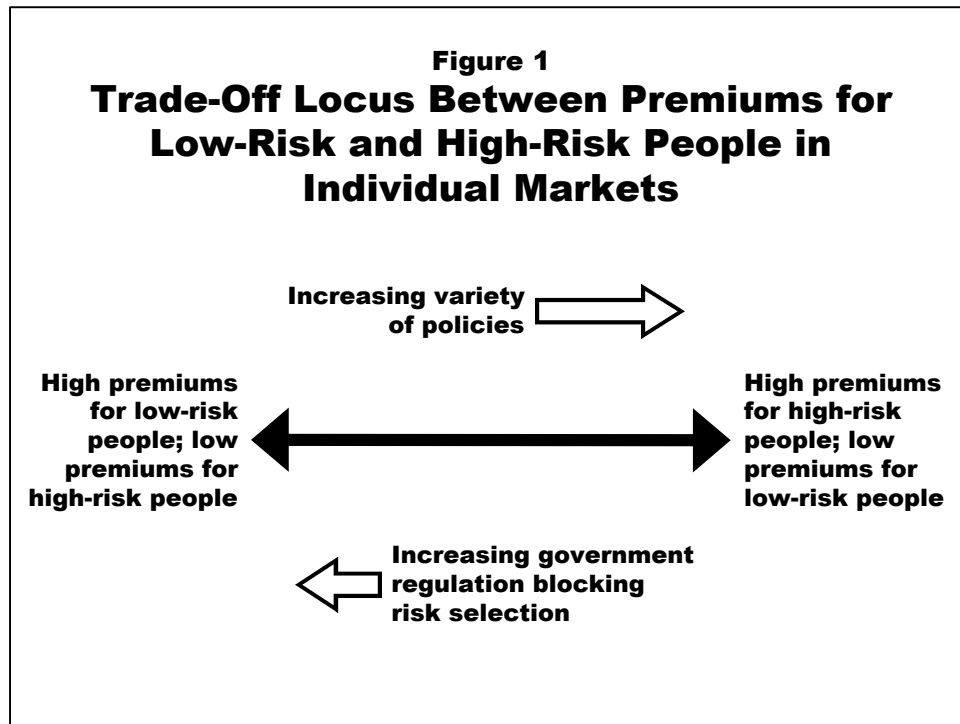 Figure 1
Trade-Off Locus Between Premiums for
Low-Risk and High-Risk People in
Individual Markets
Increasing variety
of policies
High premiums
for low-risk
people; low
premiums for
high-risk people
High premiums
for high-risk
people; low
premiums for
low-risk people
Increasing government
regulation blocking
risk selection